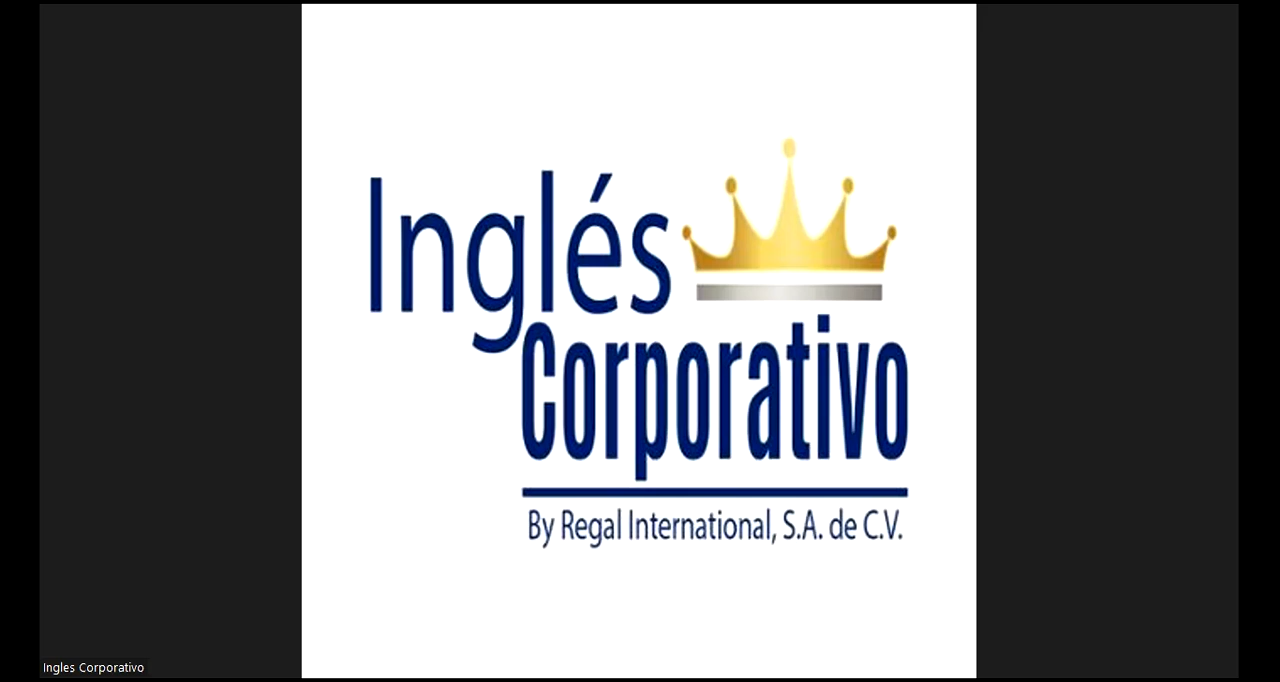 Inglés
Corporativo
By Regal International, S.A. de C.V.
Ingles Corporativo